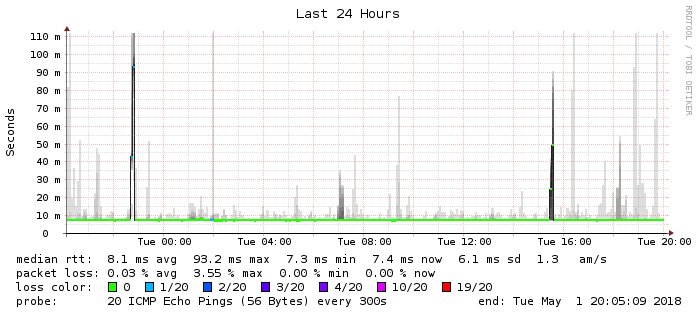 Last 24 Hours
RRDTOOL / TOBI OETIKER
Seconds
110 m
100 m
90 m
80 m
70 m
60 m
50 m
40 m
30 m
20 m
10 m
0
Tue 00:00 Tue 04:00 Tue 08:00 Tue 12:00 Tue 16:00 Tue 20:00
median rtt: 8.1 ms avg 93.2 ms max 7.3 ms min 7.4 ms now 6.1 ms sd 1.3 am/s
packet loss: 0.03 % avg 3.55 % max 0.00 % min 0.00 % now
loss color: 0 1/20 2/20 3/20 4/20 10/20 19/20
probe: 20 ICMP Echo Pings (56 Bytes) every 300s end: Tue May 1 20:05:09 2018